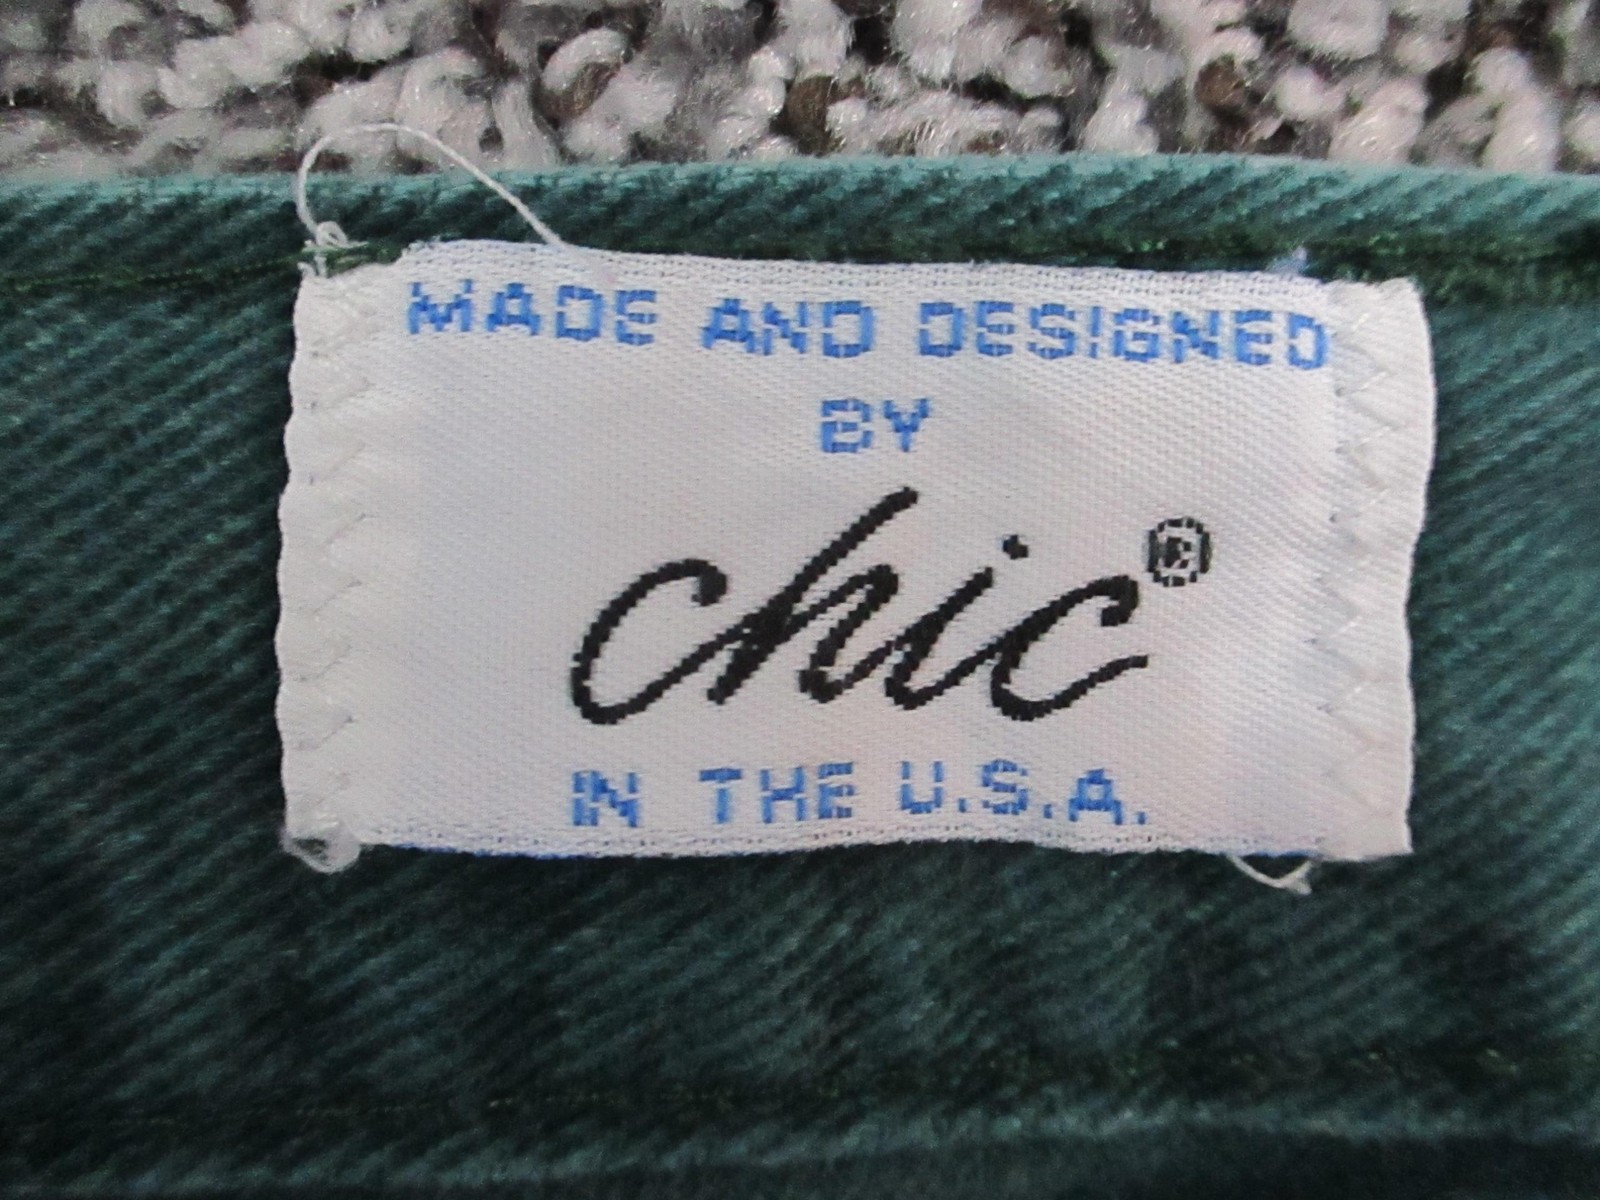 MADE AND DESIGNED
BY
chic®
IN THE U.S.A.